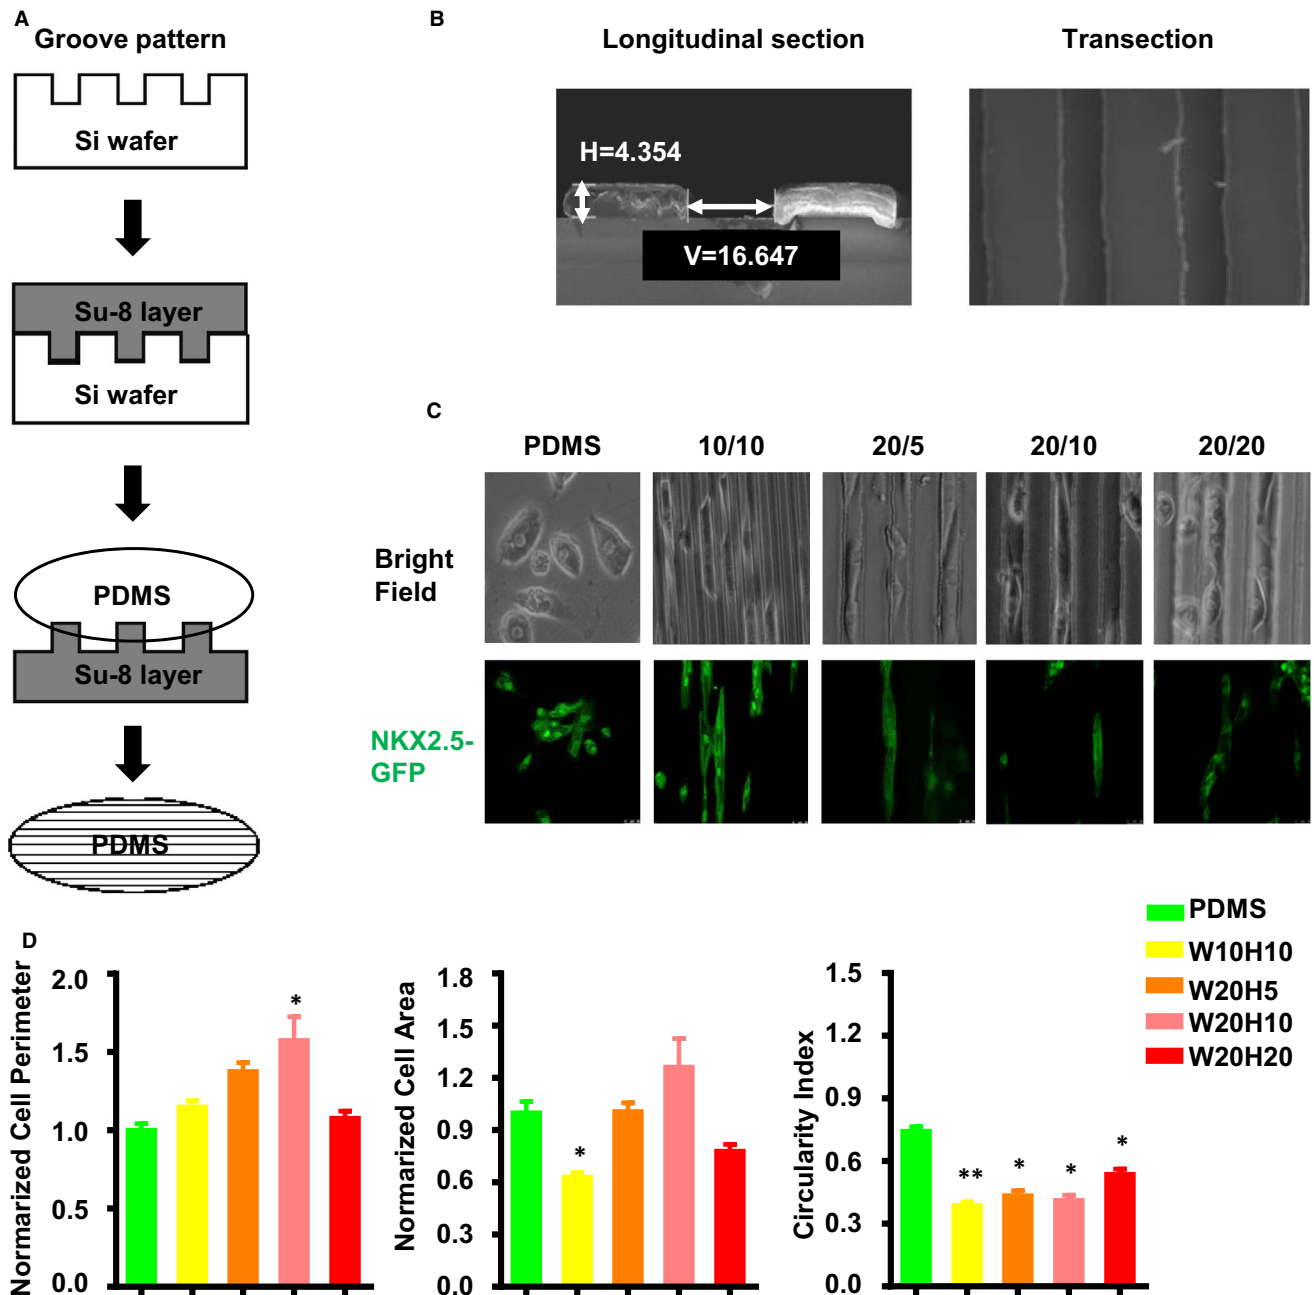 A
Groove pattern
Si wafer
Su-8 layer
Si wafer
PDMS
Su-8 layer
PDMS
B
Longitudinal section
Transection
H=4.354
V=16.647
C
PDMS
10/10
20/5
20/10
20/20
Bright
Field
NKX2.5-
GFP
D
Normarized Cell Perimeter
2.0
1.5
1.0
0.5
0.0
*
Normarized Cell Area
1.8
1.5
1.2
0.9
0.6
0.3
0.0
*
Circularity Index
1.5
1.2
0.9
0.6
0.3
0.0
**
*
*
*
PDMS
W10H10
W20H5
W20H10
W20H20